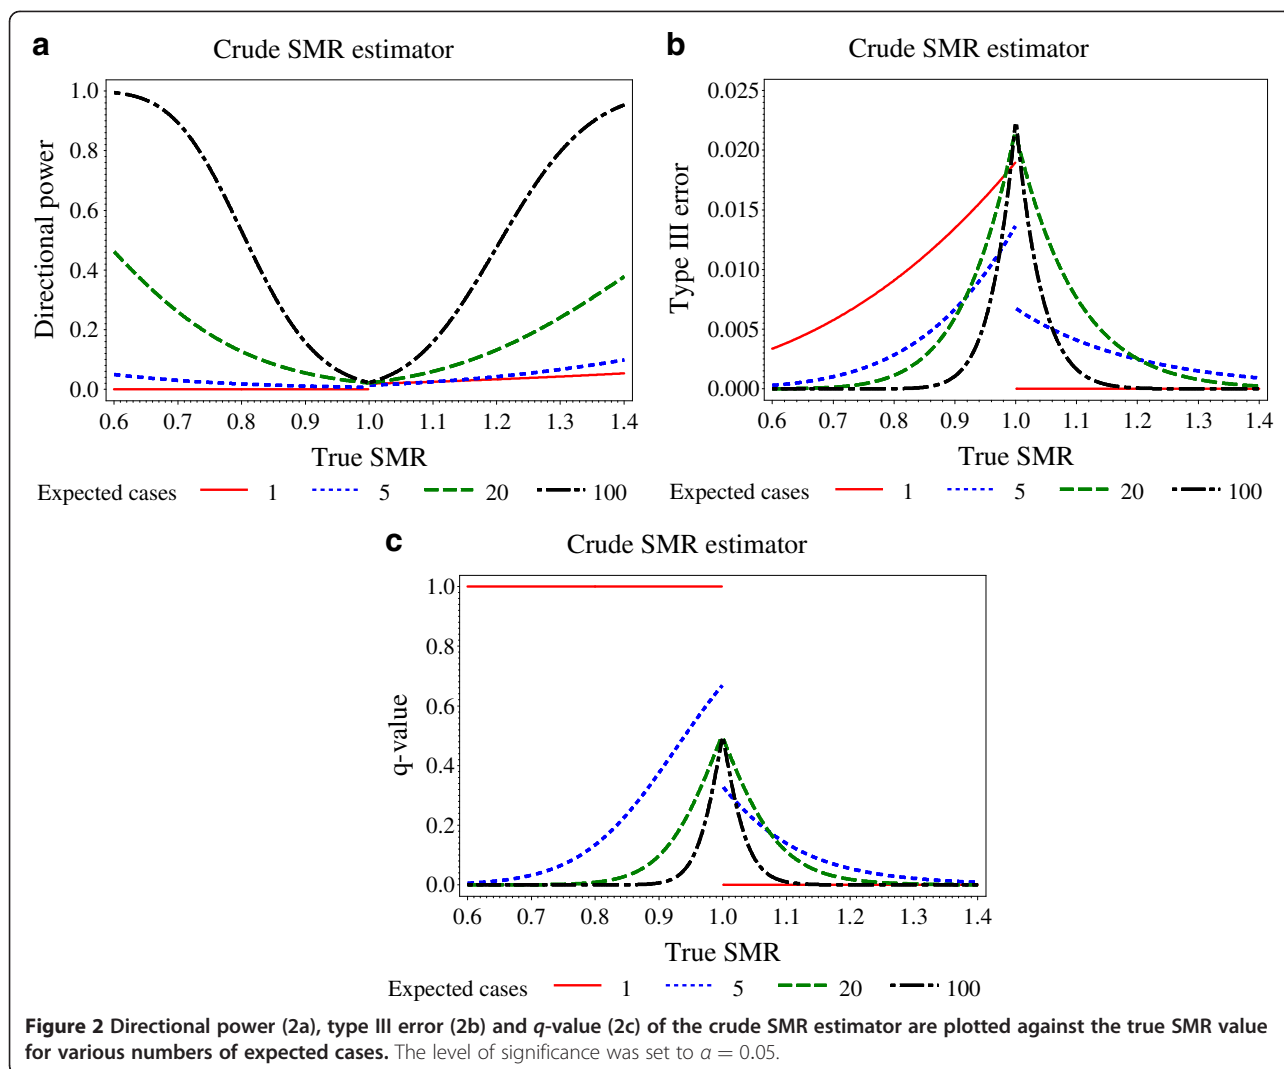 a
Crude SMR estimator
Directional power
1.0
0.8
0.6
0.4
0.2
0.0
0.6 0.7 0.8 0.9 1.0 1.1 1.2 1.3 1.4
True SMR
Expected cases 1 5 20 100
b
Crude SMR estimator
Type III error
0.025
0.020
0.015
0.010
0.005
0.000
0.6 0.7 0.8 0.9 1.0 1.1 1.2 1.3 1.4
True SMR
Expected cases 1 5 20 100
c
Crude SMR estimator
q-value
1.0
0.8
0.6
0.4
0.2
0.0
0.6 0.7 0.8 0.9 1.0 1.1 1.2 1.3 1.4
True SMR
Expected cases 1 5 20 100
Figure 2 Directional power (2a), type III error (2b) and q-value (2c) of the crude SMR estimator are plotted against the true SMR value
for various numbers of expected cases. The level of significance was set to α = 0.05.